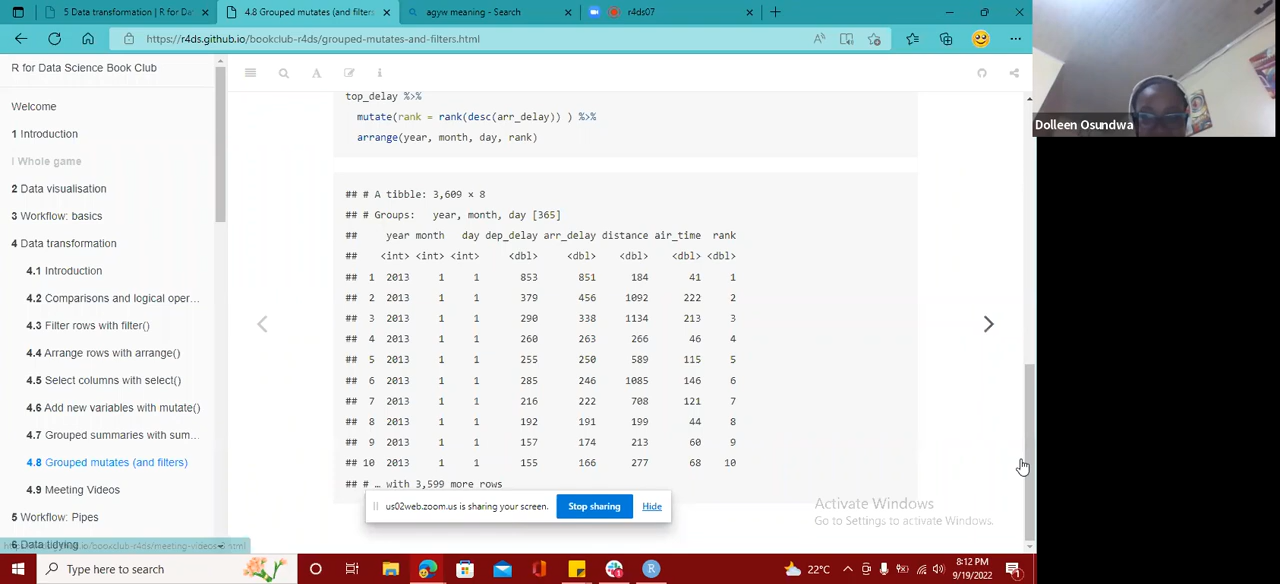 5 Data transformation | R for Dat
4.8 Grouped mutates (and filters)
agyw meaning - Search
r4ds07
https://r4ds.github.io/bookclub-r4ds/grouped-mutates-and-filters.html
R for Data Science Book Club
Welcome
1 Introduction
I Whole game
2 Data visualisation
3 Workflow: basics
4 Data transformation
4.1 Introduction
4.2 Comparisons and logical oper...
4.3 Filter rows with filter()
4.4 Arrange rows with arrange()
4.5 Select columns with select()
4.6 Add new variables with mutate()
4.7 Grouped summaries with sum...
4.8 Grouped mutates (and filters)
4.9 Meeting Videos
5 Workflow: Pipes
6 Data tidying
top_delay %>%
mutate(rank = rank(desc(arr_delay)) ) %>%
arrange(year, month, day, rank)
## # A tibble: 3,609 × 8
## # Groups: year, month, day [365]
## year month day dep_delay arr_delay distance air_time rank
## <int> <int> <int> <dbl> <dbl> <dbl> <dbl> <dbl>
## 1 2013 1 1 853 851 184 41 1
## 2 2013 1 1 379 456 1092 222 2
## 3 2013 1 1 290 338 1134 213 3
## 4 2013 1 1 260 263 266 46 4
## 5 2013 1 1 255 250 589 115 5
## 6 2013 1 1 285 246 1085 146 6
## 7 2013 1 1 216 222 708 121 7
## 8 2013 1 1 192 191 199 44 8
## 9 2013 1 1 157 174 213 60 9
## 10 2013 1 1 155 166 277 68 10
## # … with 3,599 more rows
us02web.zoom.us is sharing your screen.
Stop sharing
Hide
Activate Windows
Go to Settings to activate Windows.
Dolleen Osundwa
Type here to search
22°C
8:12 PM
9/19/2022